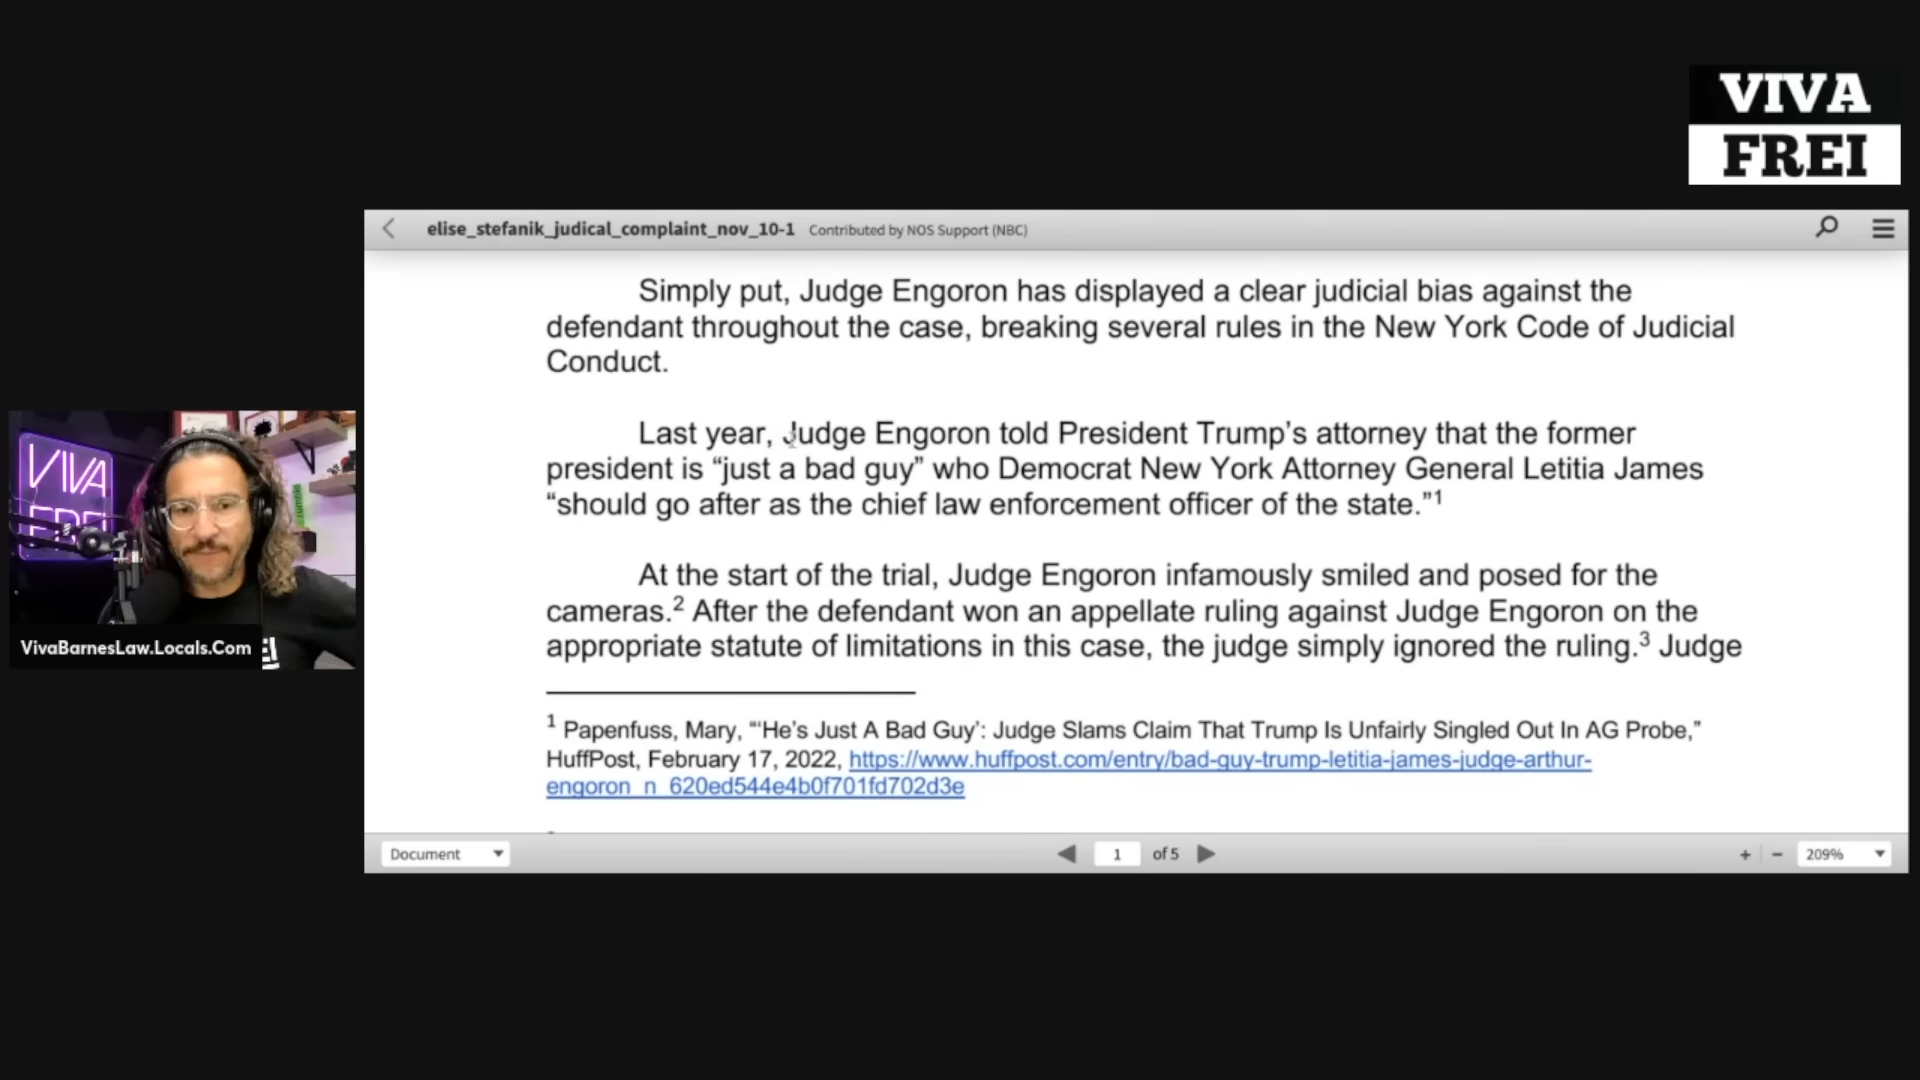 VIVA
FREI
elise_stefanik_judical_complaint_nov_10-1 Contributed by NOS Support (NBC)
Simply put, Judge Engoron has displayed a clear judicial bias against the
defendant throughout the case, breaking several rules in the New York Code of Judicial
Conduct.
Last year, Judge Engoron told President Trump’s attorney that the former
president is “just a bad guy” who Democrat New York Attorney General Letitia James
“should go after as the chief law enforcement officer of the state.”1
At the start of the trial, Judge Engoron infamously smiled and posed for the
cameras.2 After the defendant won an appellate ruling against Judge Engoron on the
appropriate statute of limitations in this case, the judge simply ignored the ruling.3 Judge
1 Papenfuss, Mary, “‘He’s Just A Bad Guy’: Judge Slams Claim That Trump Is Unfairly Singled Out In AG Probe,”
HuffPost, February 17, 2022, https://www.huffpost.com/entry/bad-guy-trump-letitia-james-judge-arthur-
engoron_n_620ed544e4b0f701fd702d3e
Document 1 of 5 + − 209%
VIVA
FREI
VivaBarnesLaw.Locals.Com